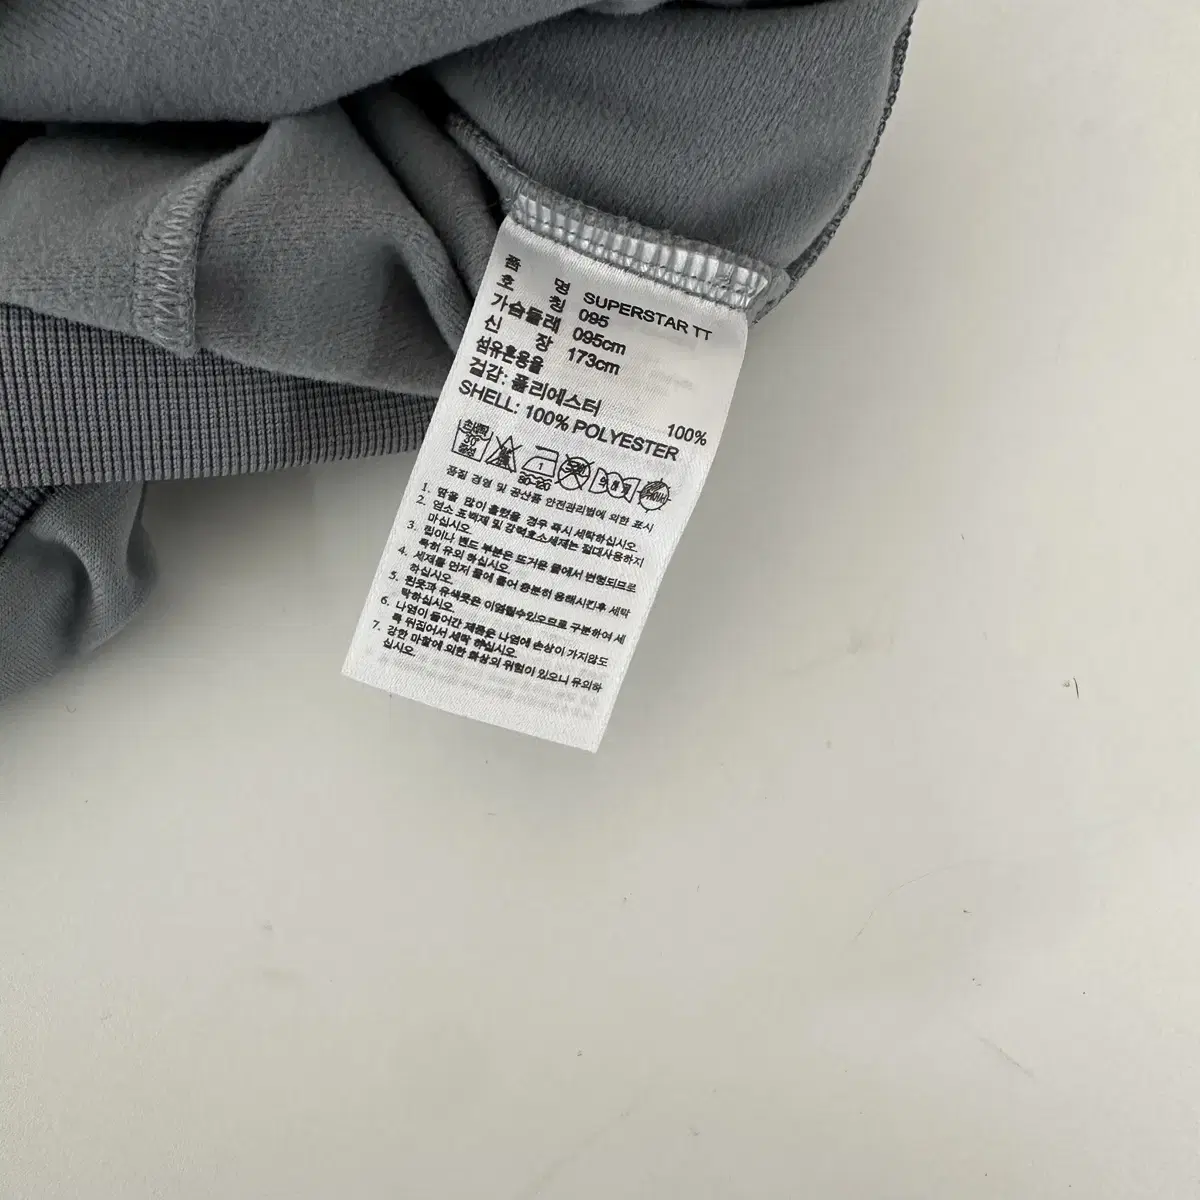 품 명 SUPERSTAR TT
호 칭 095
가슴둘레 095cm
신 장 173cm
섬유혼용율
겉감: 폴리에스터 100%
SHELL: 100% POLYESTER
30
중성
1
80-120
품질 경영 및 공산품 안전관리법에 의한 표시
1. 땀을 많이 흘렸을 경우 즉시 세탁하십시오
2. 염소 표백제 및 강력효소세제는 절대사용하지
마십시오.
3. 립이나 밴드 부분은 뜨거운 물에서 변형되므로
특히 유의 하십시오.
4. 세제를 먼저 물에 풀어 충분히 용해시킨후 세탁
하십시오.
5. 흰옷과 유색옷은 이염될수있으므로 구분하여 세
탁하십시오.
6. 나염이 들어간 제품은 나염에 손상이 가지않도
록 뒤집어서 세탁 하십시오.
7. 강한 마찰에 의한 화상의 위험이 있으니 유의하
십시오.